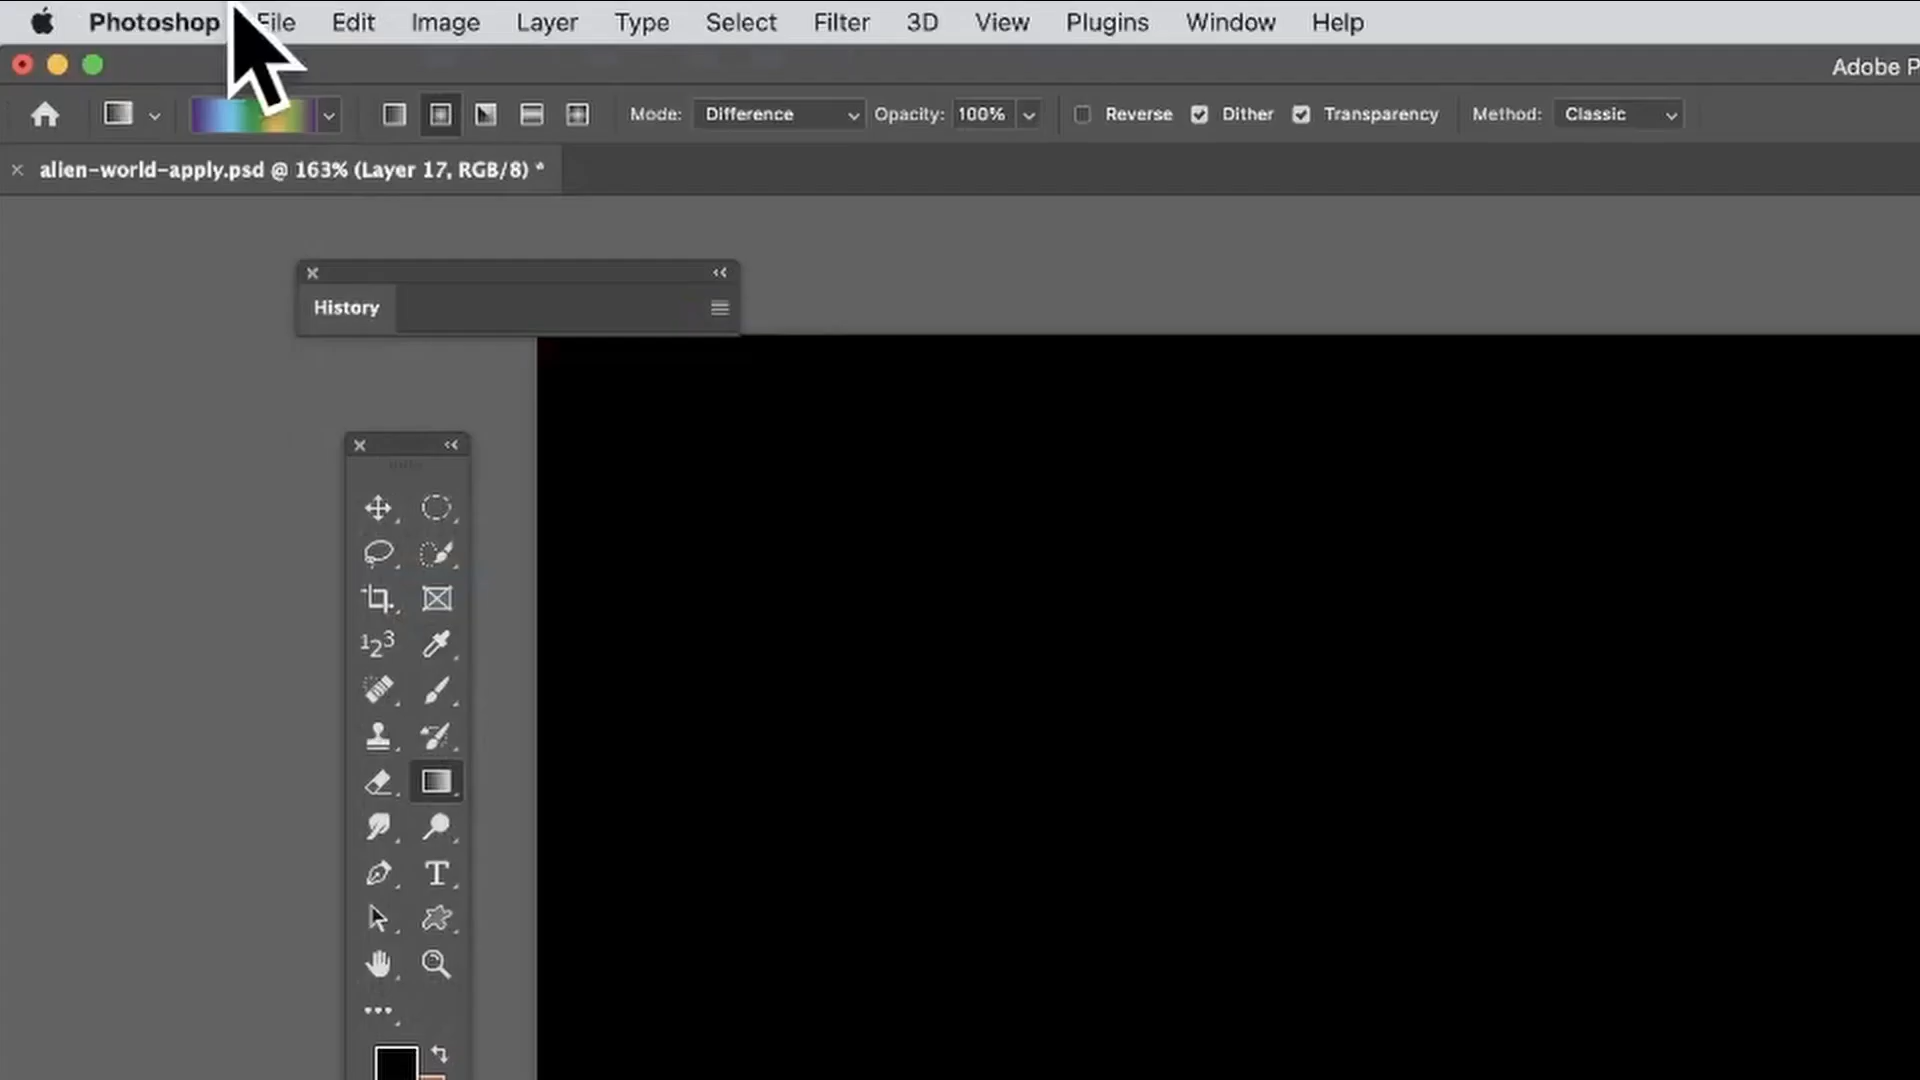 Photoshop File Edit Image Layer Type Select Filter 3D View Plugins Window Help
Adobe P
Mode: Difference Opacity: 100% Reverse Dither Transparency Method: Classic
alien-world-apply.psd @ 163% (Layer 17, RGB/8) *
History